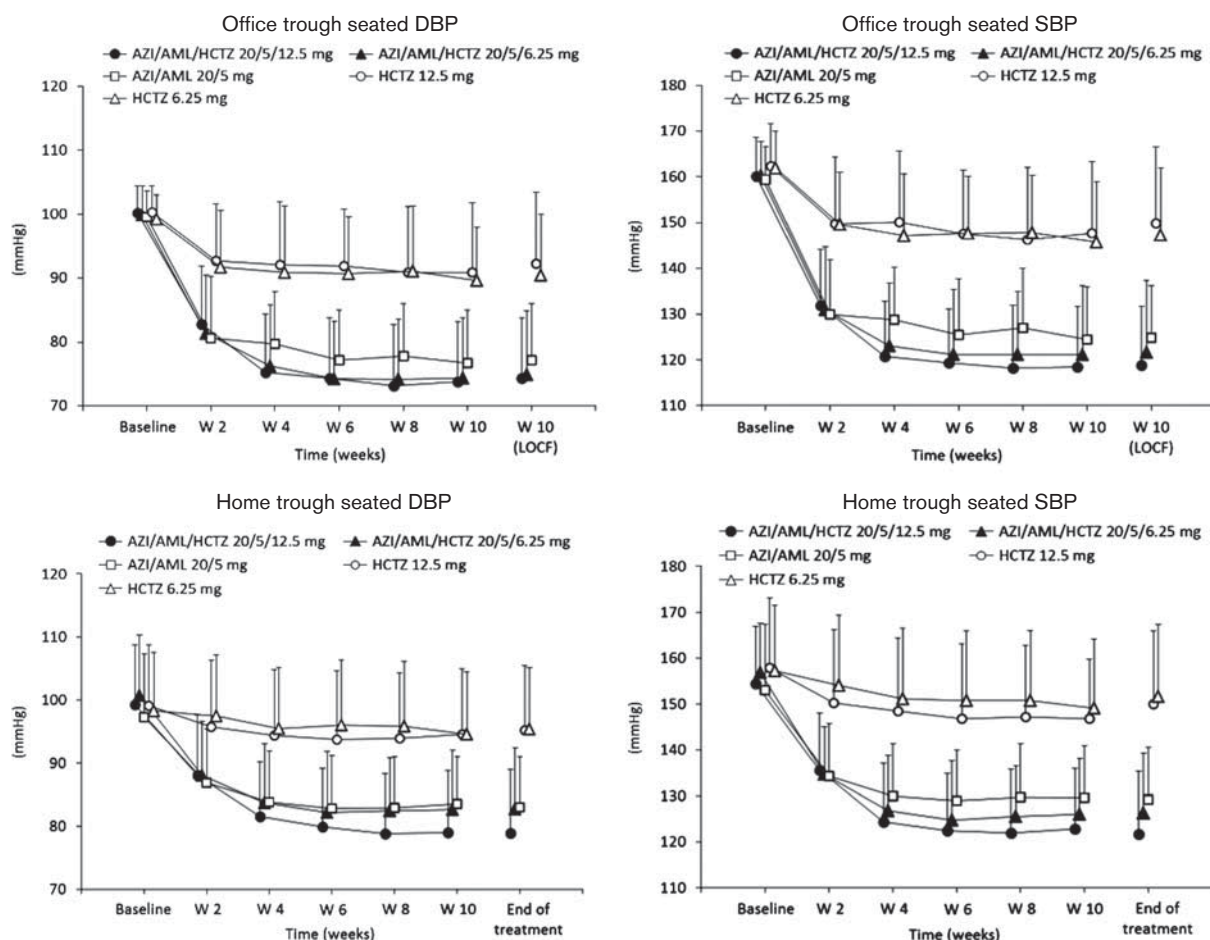 Office trough seated DBP
AZI/AML/HCTZ 20/5/12.5 mg AZI/AML/HCTZ 20/5/6.25 mg
AZI/AML 20/5 mg HCTZ 12.5 mg
HCTZ 6.25 mg
120
110
100
90
80
70
(mmHg)
Baseline W 2 W 4 W 6 W 8 W 10 W 10
(LOCF)
Time (weeks)
Office trough seated SBP
AZI/AML/HCTZ 20/5/12.5 mg AZI/AML/HCTZ 20/5/6.25 mg
AZI/AML 20/5 mg HCTZ 12.5 mg
HCTZ 6.25 mg
180
170
160
150
140
130
120
110
(mmHg)
Baseline W 2 W 4 W 6 W 8 W 10 W 10
(LOCF)
Time (weeks)
Home trough seated DBP
AZI/AML/HCTZ 20/5/12.5 mg AZI/AML/HCTZ 20/5/6.25 mg
AZI/AML 20/5 mg HCTZ 12.5 mg
HCTZ 6.25 mg
120
110
100
90
80
70
(mmHg)
Baseline W 2 W 4 W 6 W 8 W 10 End of
treatment
Time (weeks)
Home trough seated SBP
AZI/AML/HCTZ 20/5/12.5 mg AZI/AML/HCTZ 20/5/6.25 mg
AZI/AML 20/5 mg HCTZ 12.5 mg
HCTZ 6.25 mg
180
170
160
150
140
130
120
110
(mmHg)
Baseline W 2 W 4 W 6 W 8 W 10 End of
treatment
Time (weeks)